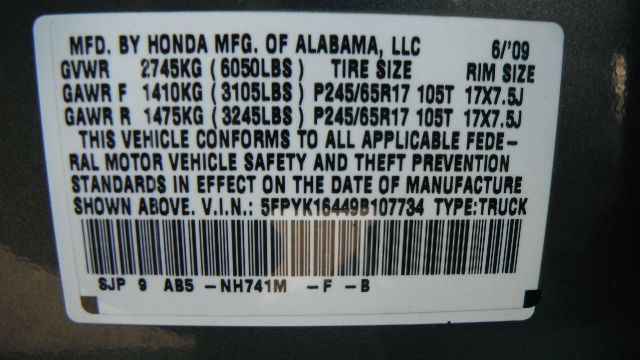 MFD. BY HONDA MFG. OF ALABAMA, LLC 6/'09
GVWR 2745KG (6050LBS) TIRE SIZE RIM SIZE
GAWR F 1410KG (3105LBS) P245/65R17 105T 17X7.5J
GAWR R 1475KG (3245LBS) P245/65R17 105T 17X7.5J
THIS VEHICLE CONFORMS TO ALL APPLICABLE FEDE-
RAL MOTOR VEHICLE SAFETY AND THEFT PREVENTION
STANDARDS IN EFFECT ON THE DATE OF MANUFACTURE
SHOWN ABOVE. V.I.N.: 5FPYK16449B107734 TYPE:TRUCK
SJP 9 AB5 -NH741M -F -B